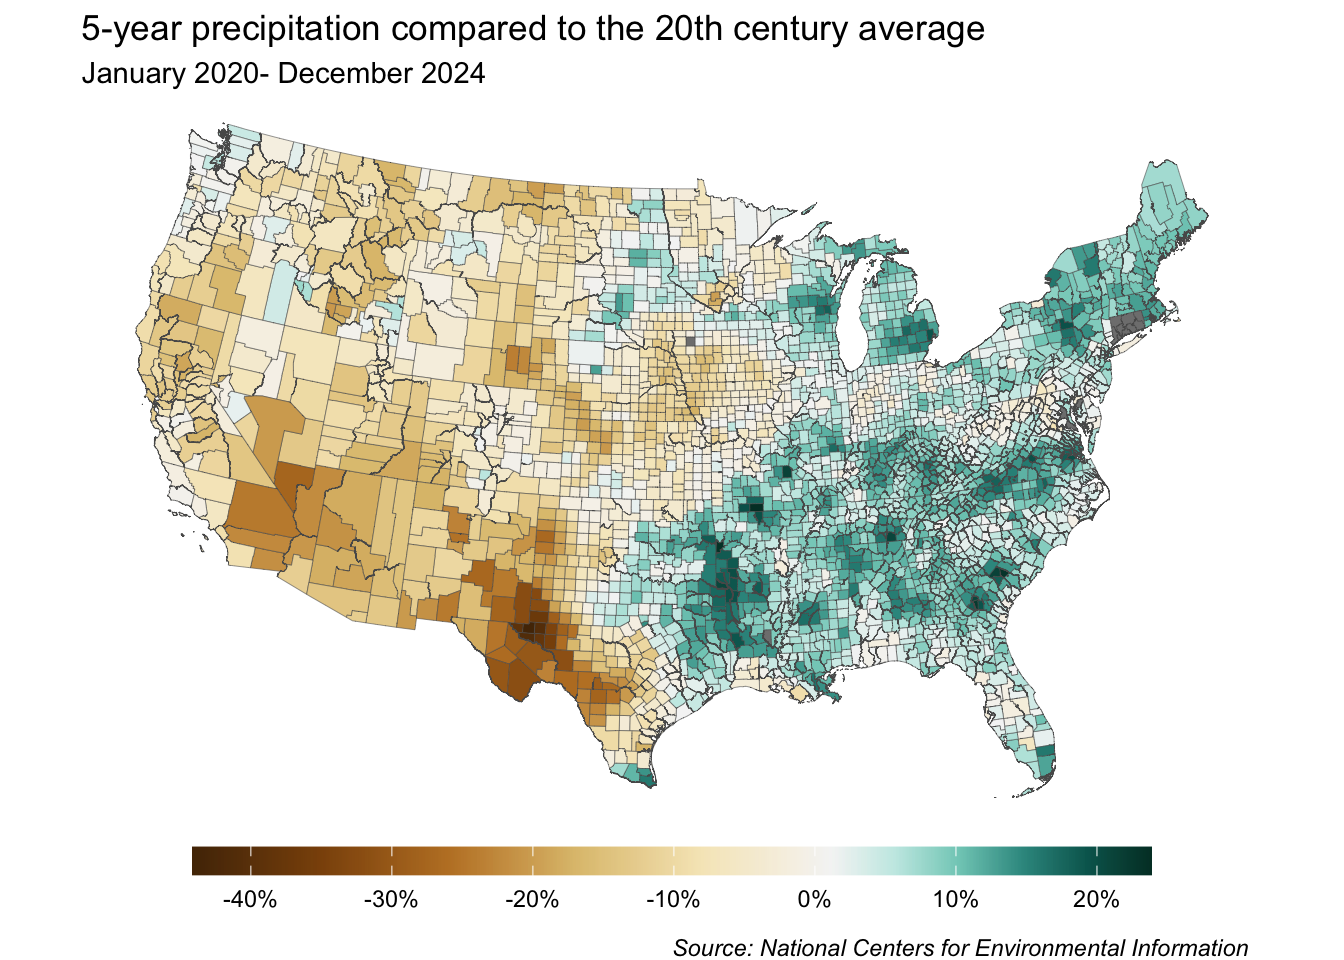 5-year precipitation compared to the 20th century average
January 2020- December 2024
-40% -30% -20% -10% 0% 10% 20%
Source: National Centers for Environmental Information